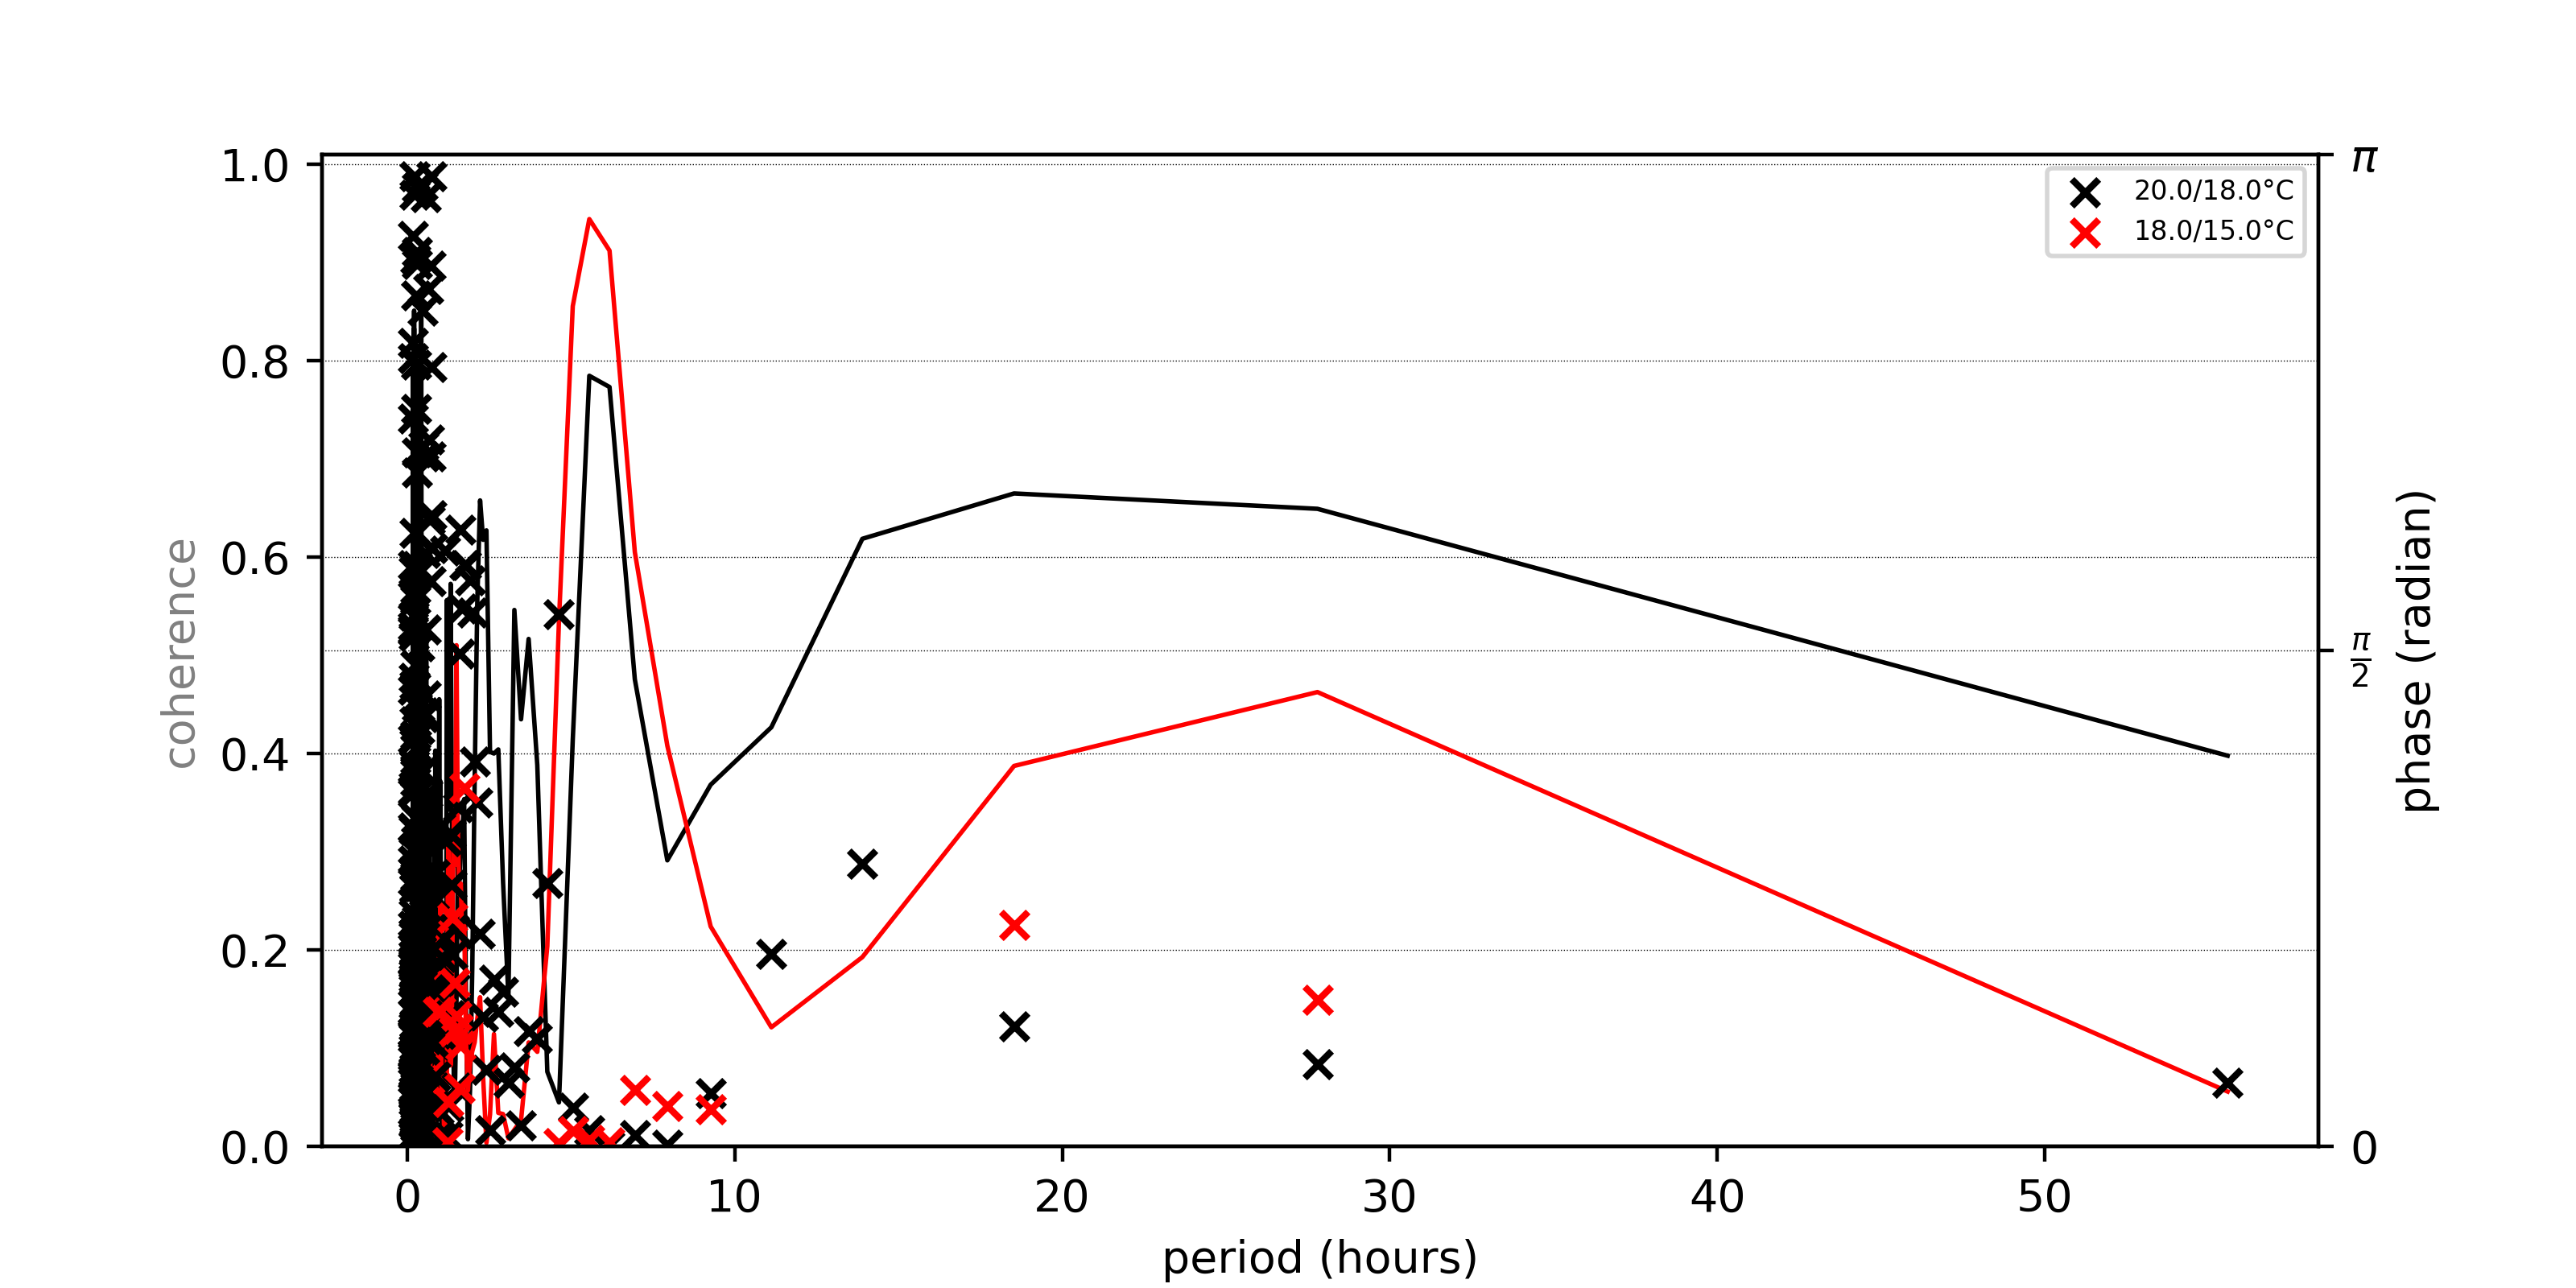 1.0
0.8
0.6
0.4
0.2
0.0
coherence
0 10 20 30 40 50
period (hours)
π
π/2
0
phase (radian)
20.0/18.0°C
18.0/15.0°C